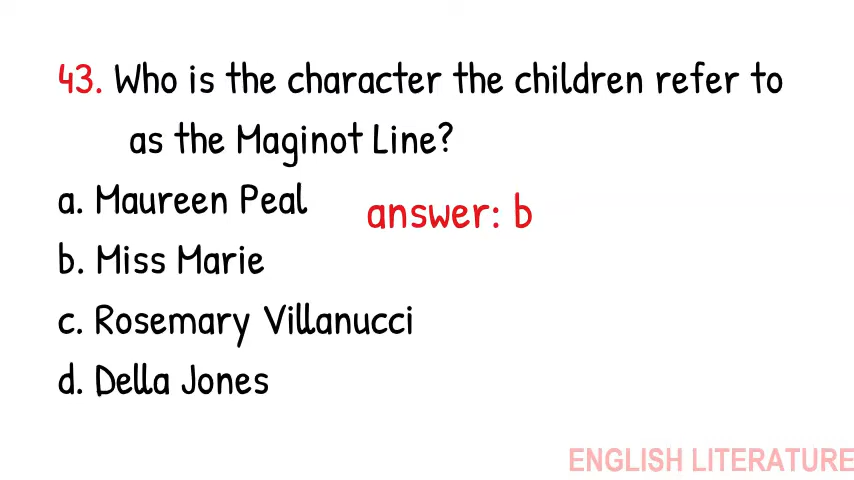 43. Who is the character the children refer to
as the Maginot Line?
a. Maureen Peal
answer: b
b. Miss Marie
c. Rosemary Villanucci
d. Della Jones
ENGLISH LITERATURE